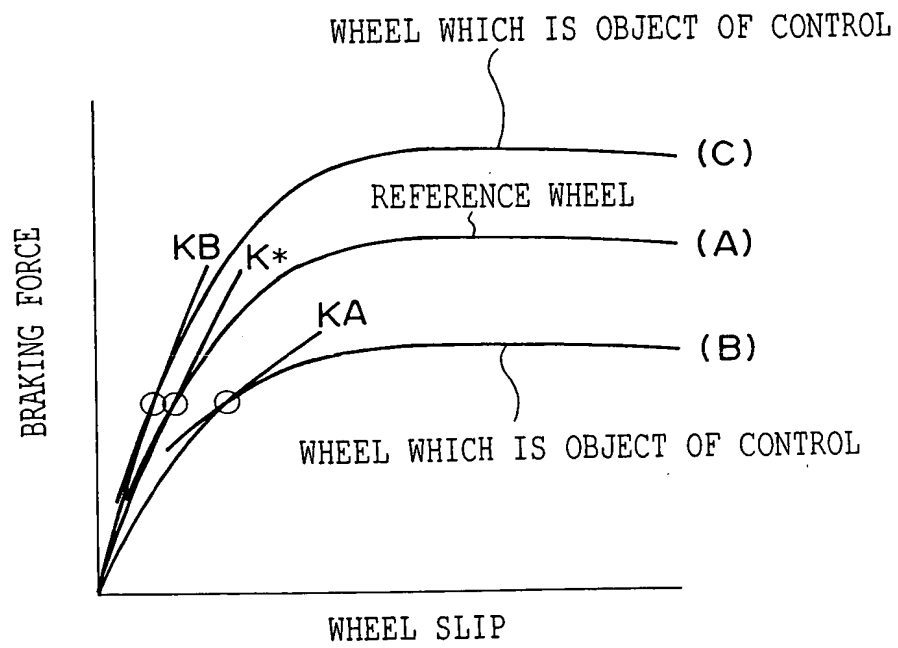 WHEEL WHICH IS OBJECT OF CONTROL
(C)
REFERENCE WHEEL
KB
K*
(A)
KA
(B)
BRAKING FORCE
WHEEL WHICH IS OBJECT OF CONTROL
WHEEL SLIP